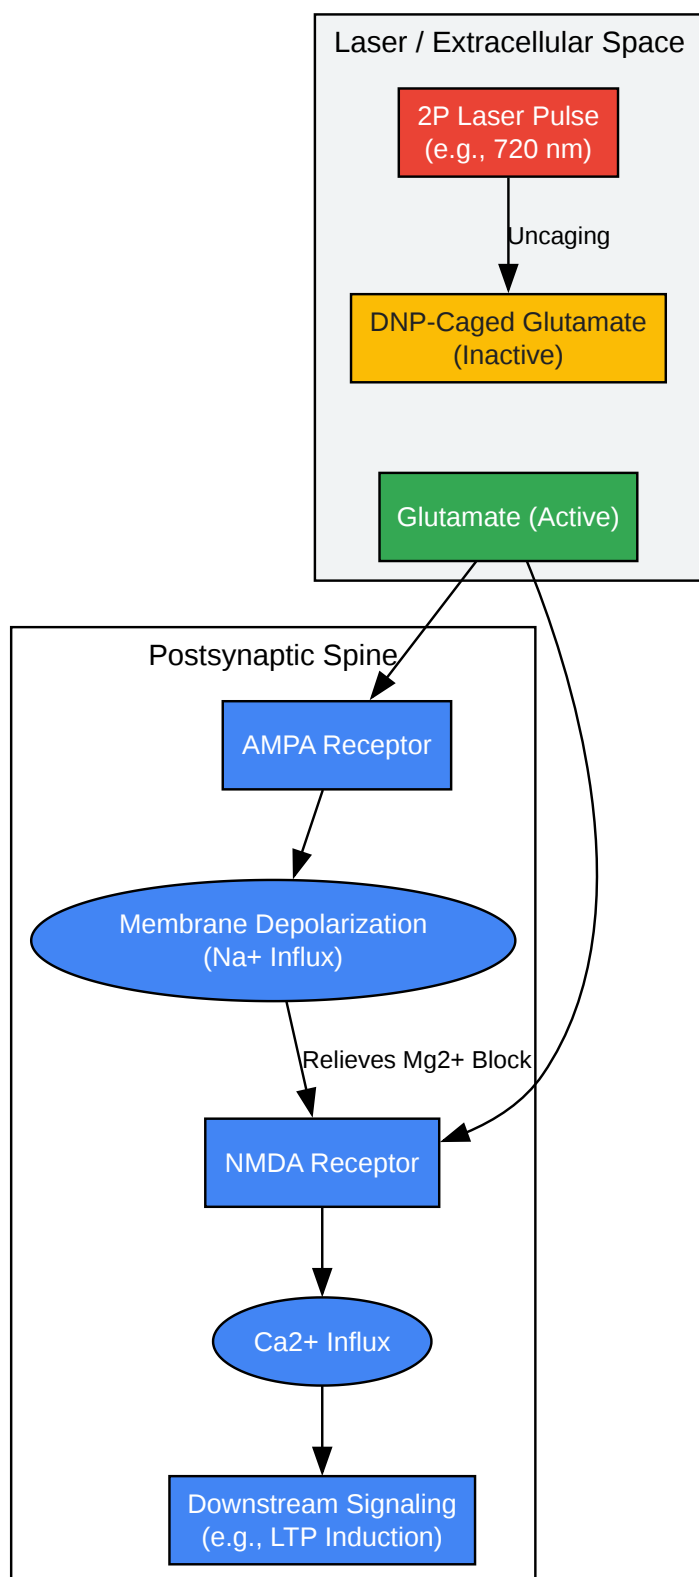 Laser / Extracellular Space
2P Laser Pulse
(e.g., 720 nm)
Uncaging
DNP-Caged Glutamate
(Inactive)
Glutamate (Active)
Postsynaptic Spine
AMPA Receptor
Membrane Depolarization
(Na+ Influx)
Relieves Mg2+ Block
NMDA Receptor
Ca2+ Influx
Downstream Signaling
(e.g., LTP Induction)